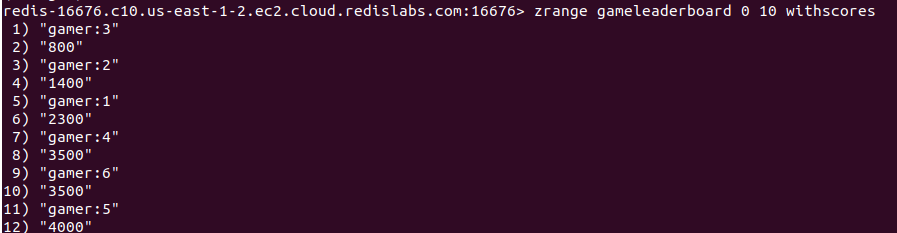 redis-16676.c10.us-east-1-2.ec2.cloud.redislabs.com:16676> zrange gameleaderboard 0 10 withscores
 1) "gamer:3"
 2) "800"
 3) "gamer:2"
 4) "1400"
 5) "gamer:1"
 6) "2300"
 7) "gamer:4"
 8) "3500"
 9) "gamer:6"
10) "3500"
11) "gamer:5"
12) "4000"